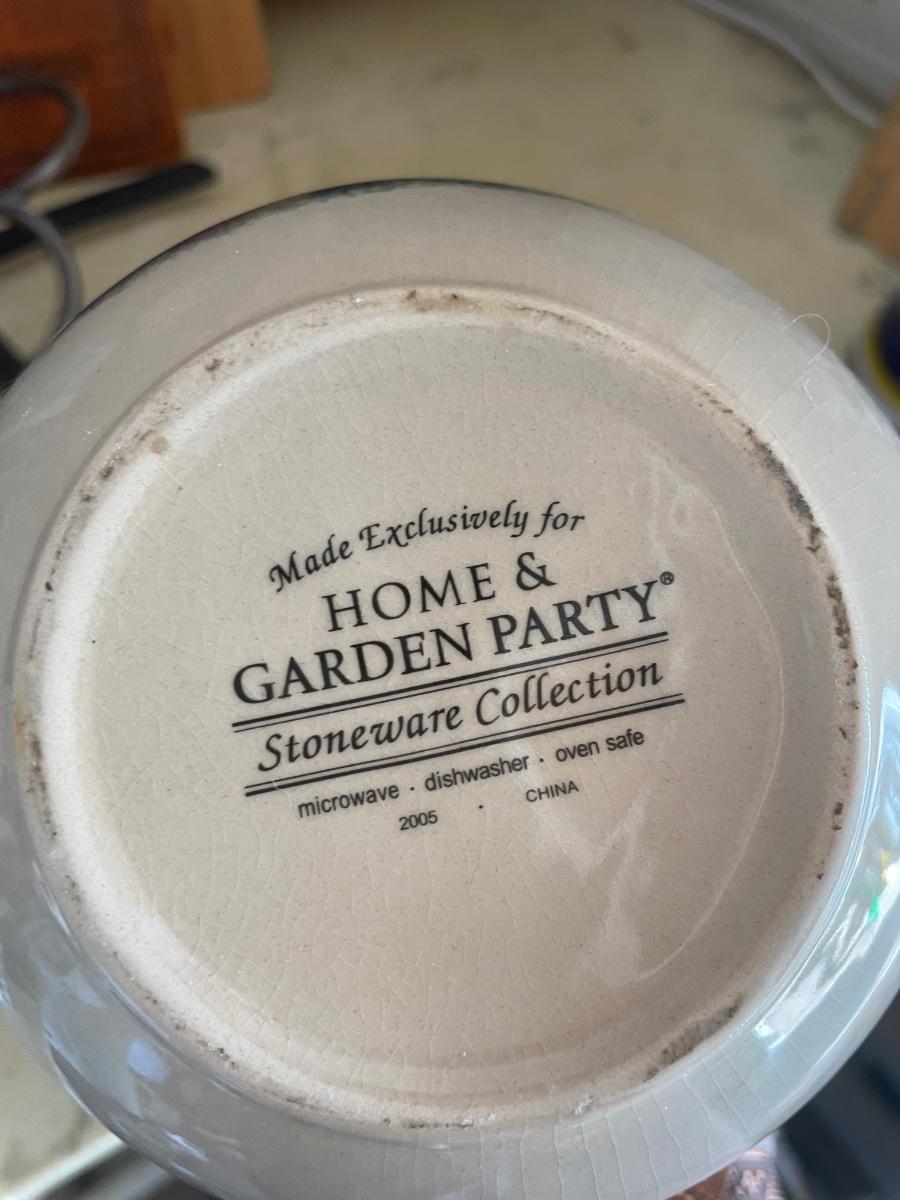 Made Exclusively for
HOME &
GARDEN PARTY®
Stoneware Collection
microwave · dishwasher · oven safe
2005 · CHINA